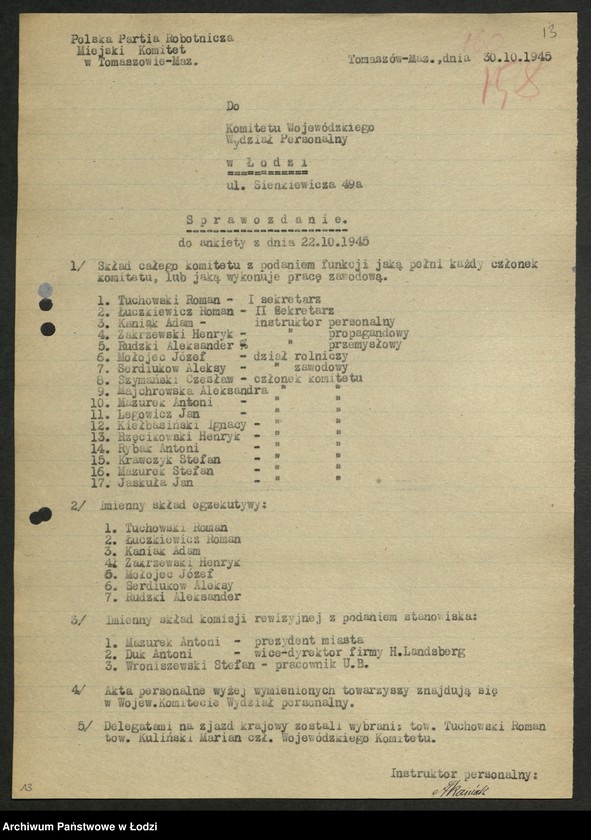 13
Polska Partia Robotnicza
Miejski Komitet
w Tomaszowie-Maz.
Tomaszów-Maz.,dnia 30.10.1945
158
Do
Komitetu Wojewódzkiego
Wydział Personalny
w Ł o d z i
ul. Sienkiewicza 49a
S p r a w o z d a n i e.
do ankiety z dnia 22.10.1945
1/ Skład całego komitetu z podaniem funkcji jaką pełni każdy członek
komitetu, lub jaką wykonuje pracę zawodową.
1. Tuchowski Roman - I sekretarz
2. Łuczkiewicz Roman - II Sekretarz
3. Kaniak Adam - instruktor personalny
4. Zakrzewski Henryk - " propagandowy
5. Rudzki Aleksander " przemysłowy
6. Mołojec Józef - dział rolniczy
7. Serdiukow Aleksy - " zawodowy
8. Szymański Czesław - członek komitetu
9. Majchrowska Aleksandra " "
10. Mazurek Antoni - " "
11. Legowicz Jan - " "
12. Kiełbasiński Ignacy - " "
13. Rzęcikowski Henryk - " "
14. Rybak Antoni - " "
15. Krawczyk Stefan - " "
16. Mazurek Stefan - " "
17. Jaskuła Jan - " "
2/ Imienny skład egzekutywy:
1. Tuchowski Roman
2. Łuczkiewicz Roman
3. Kaniak Adam
4. Zakrzewski Henryk
5. Mołojec Józef
6. Serdiukow Aleksy
7. Rudzki Aleksander
3/ Imienny skład komisji rewizyjnej z podaniem stanowiska:
1. Mazurek Antoni - prezydent miasta
2. Duk Antoni - wice-dyrektor firmy H.Landsberg
3. Wroniszewski Stefan - pracownik U.B.
4/ Akta personalne wyżej wymienionych towarzyszy znajdują się
w Wojew.Komitecie Wydział personalny.
5/ Delegatami na zjazd krajowy zostali wybrani: tow. Tuchowski Roman
tow. Kuliński Marian czł. Wojewódzkiego Komitetu.
Instruktor personalny:
AKaniak
13
Archiwum Państwowe w Łodzi